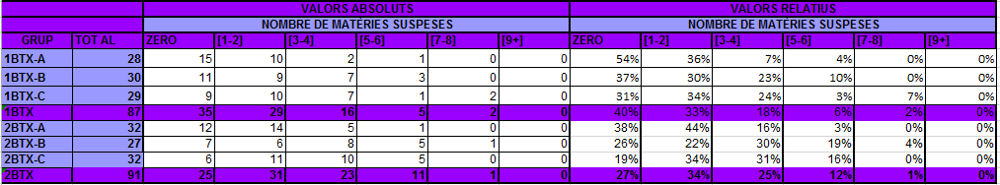 VALORS ABSOLUTS VALORS RELATIUS
NOMBRE DE MATÉRIES SUSPESES NOMBRE DE MATÉRIES SUSPESES
GRUP TOT AL ZERO [1-2] [3-4] [5-6] [7-8] [9+] ZERO [1-2] [3-4] [5-6] [7-8] [9+]
1BTX-A 28 15 10 2 1 0 0 54% 36% 7% 4% 0% 0%
1BTX-B 30 11 9 7 3 0 0 37% 30% 23% 10% 0% 0%
1BTX-C 29 9 10 7 1 2 0 31% 34% 24% 3% 7% 0%
1BTX 87 35 29 16 5 2 0 40% 33% 18% 6% 2% 0%
2BTX-A 32 12 14 5 1 0 0 38% 44% 16% 3% 0% 0%
2BTX-B 27 7 6 8 5 1 0 26% 22% 30% 19% 4% 0%
2BTX-C 32 6 11 10 5 0 0 19% 34% 31% 16% 0% 0%
2BTX 91 25 31 23 11 1 0 27% 34% 25% 12% 1% 0%